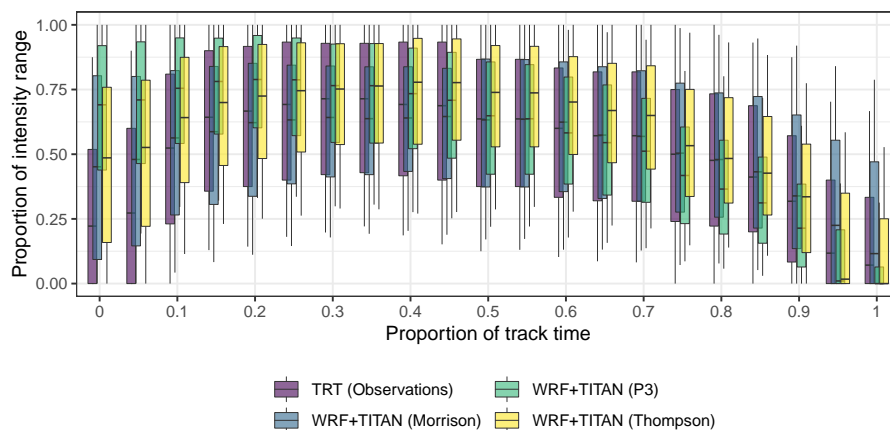 1.00
0.75
0.50
0.25
0.00
Proportion of intensity range
0 0.1 0.2 0.3 0.4 0.5 0.6 0.7 0.8 0.9 1
Proportion of track time
TRT (Observations) WRF+TITAN (P3)
WRF+TITAN (Morrison) WRF+TITAN (Thompson)